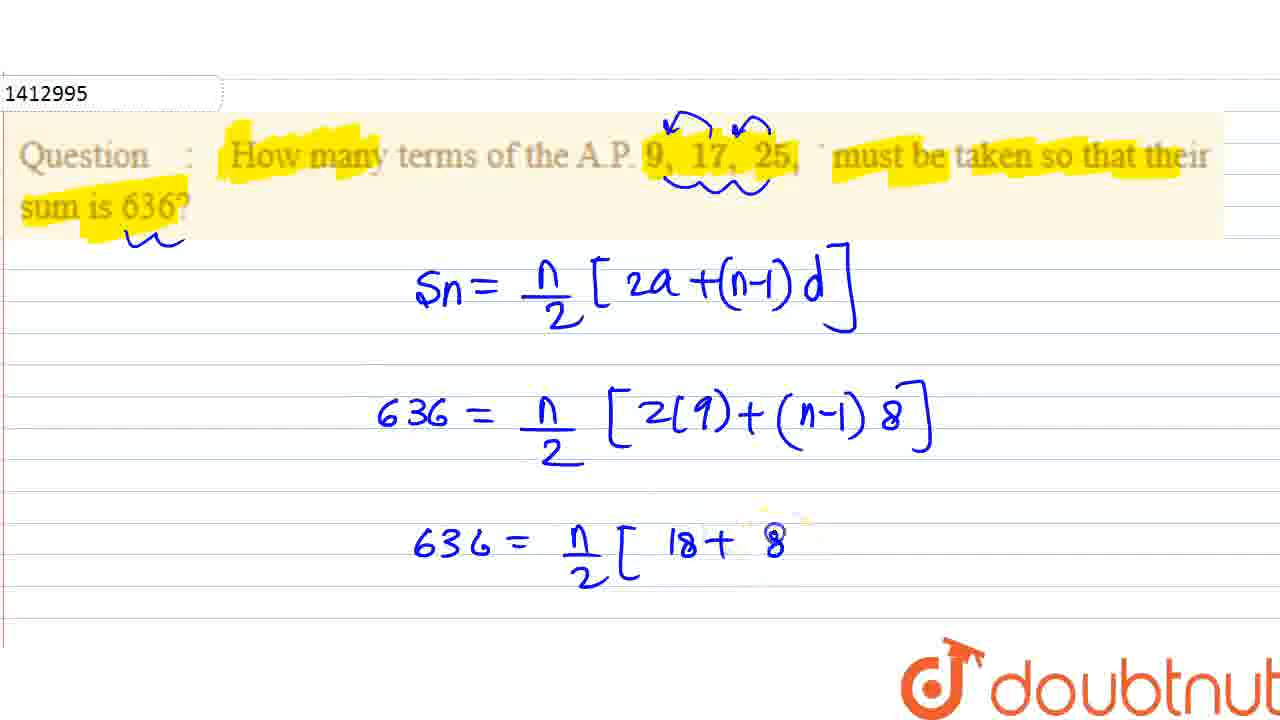 1412995
Question : How many terms of the A.P. 9, 17, 25, must be taken so that their
sum is 636?
Sn = n/2 [ 2a + (n-1) d ]
636 = n/2 [ 2(9) + (n-1) 8 ]
636 = n/2 [ 18 + 8
doubtnut